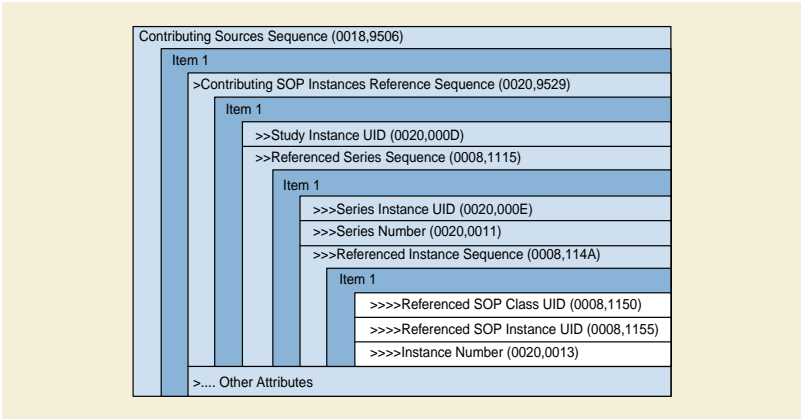 Contributing Sources Sequence (0018,9506)
Item 1
>Contributing SOP Instances Reference Sequence (0020,9529)
Item 1
>>Study Instance UID (0020,000D)
>>Referenced Series Sequence (0008,1115)
Item 1
>>>Series Instance UID (0020,000E)
>>>Series Number (0020,0011)
>>>Referenced Instance Sequence (0008,114A)
Item 1
>>>>Referenced SOP Class UID (0008,1150)
>>>>Referenced SOP Instance UID (0008,1155)
>>>>Instance Number (0020,0013)
>.... Other Attributes